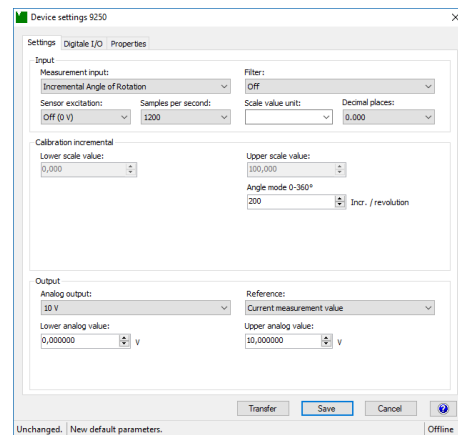 Device settings 9250
Settings Digitale I/O Properties
Input
Measurement input: Filter:
Incremental Angle of Rotation Off
Sensor excitation: Samples per second: Scale value unit: Decimal places:
Off (0 V) 1200 0.000
Calibration incremental
Lower scale value: Upper scale value:
0,000 100,000
Angle mode 0-360°
200 Incr. / revolution
Output
Analog output: Reference:
10 V Current measurement value
Lower analog value: Upper analog value:
0,000000 V 10,000000 V
Transfer Save Cancel ?
Unchanged. New default parameters. Offline